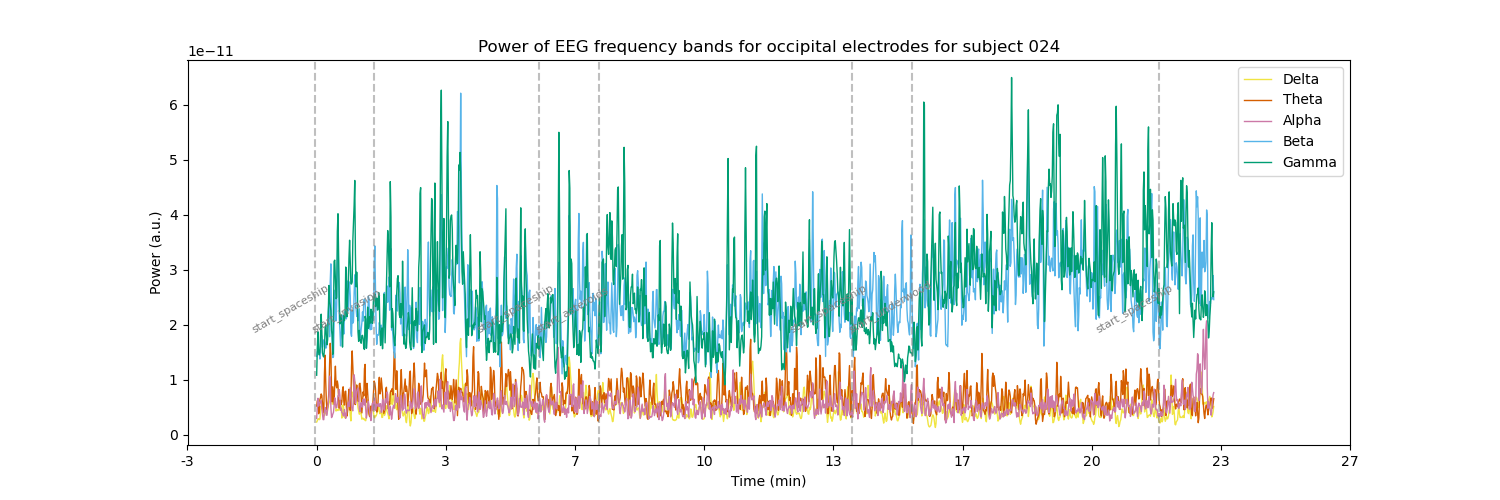 Power of EEG frequency bands for occipital electrodes for subject 024
1e−11
Power (a.u.)
6
5
4
3
2
1
0
Delta
Theta
Alpha
Beta
Gamma
start_spaceship
start_spaceship
start_spaceship
-3
0
3
7
10
13
17
20
23
27
Time (min)